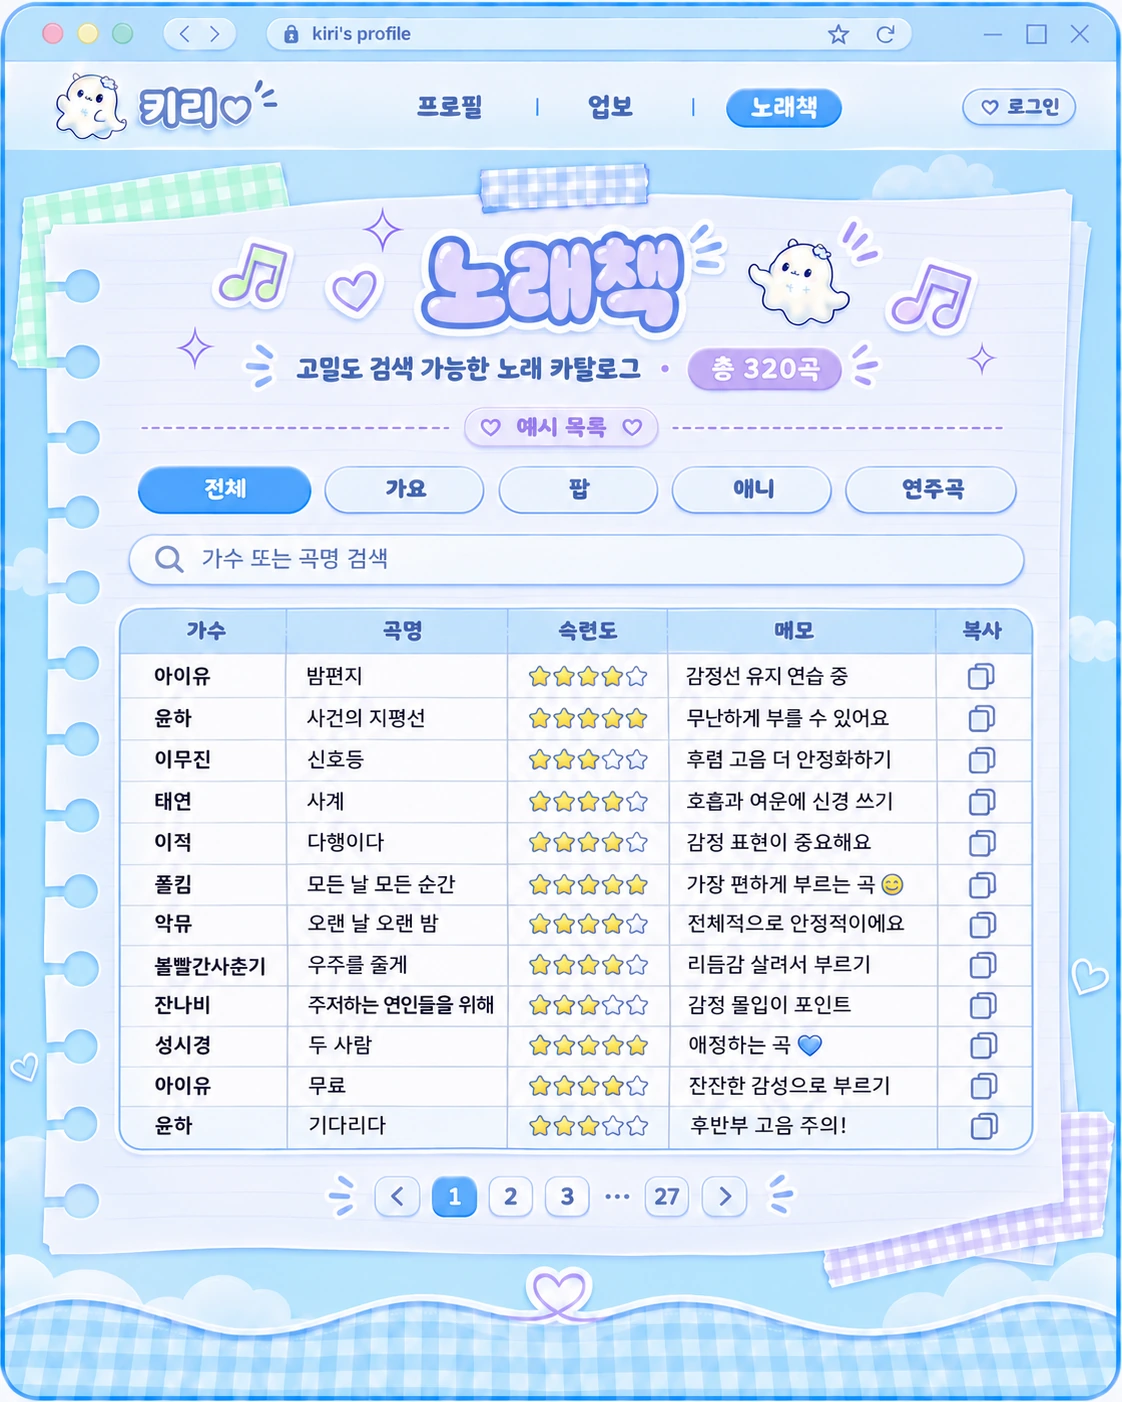 kiri's profile
키리
프로필 | 업보 | 노래책
로그인
노래책
고밀도 검색 가능한 노래 카탈로그 • 총 320곡
예시 목록
전체 가요 팝 애니 연주곡
가수 또는 곡명 검색
가수 곡명 속련도 매모 복사
아이유 밤편지 감정선 유지 연습 중
윤하 사건의 지평선 무난하게 부를 수 있어요
이무진 신호등 후렴 고음 더 안정화하기
태연 사계 호흡과 여운에 신경 쓰기
이적 다행이다 감정 표현이 중요해요
폴킴 모든 날 모든 순간 가장 편하게 부르는 곡 😊
악뮤 오랜 날 오랜 밤 전체적으로 안정적이에요
볼빨간사춘기 우주를 줄게 리듬감 살려서 부르기
잔나비 주저하는 연인들을 위해 감정 몰입이 포인트
성시경 두 사람 애정하는 곡 💙
아이유 무료 잔잔한 감성으로 부르기
윤하 기다리다 후반부 고음 주의!
1 2 3 ··· 27